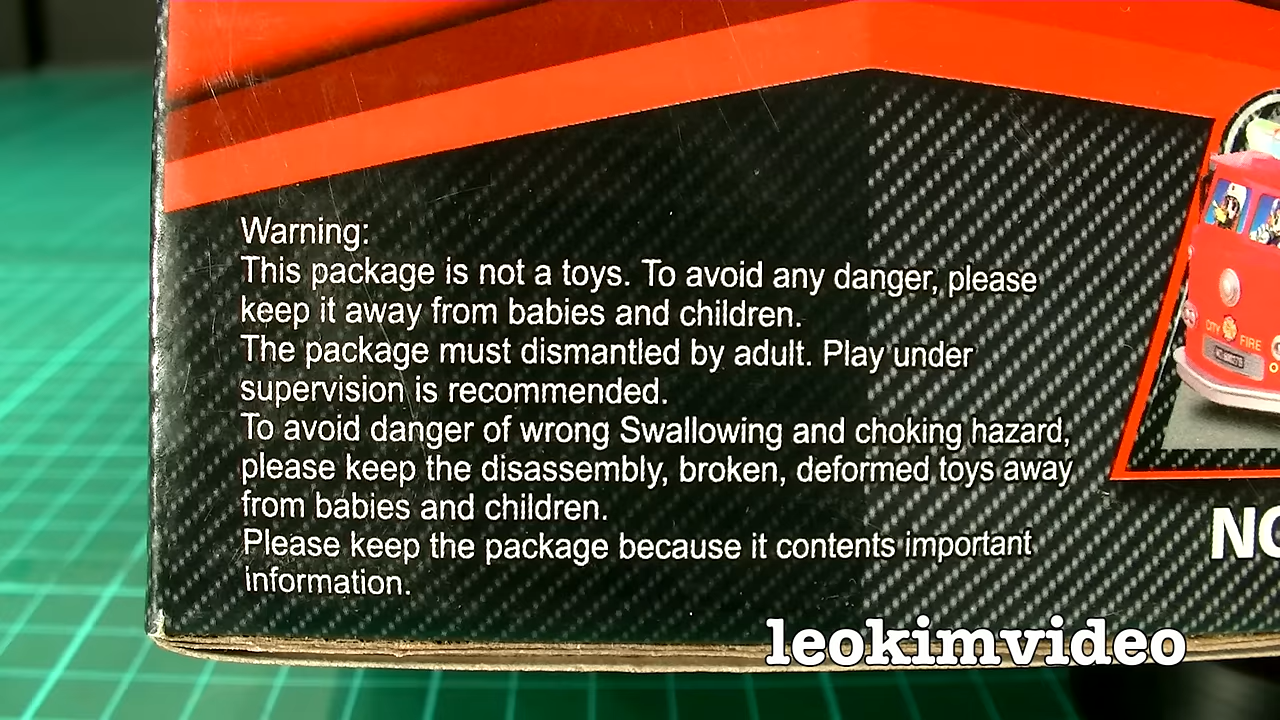 Warning:
This package is not a toys. To avoid any danger, please
keep it away from babies and children.
The package must dismantled by adult. Play under
supervision is recommended.
To avoid danger of wrong Swallowing and choking hazard,
please keep the disassembly, broken, deformed toys away
from babies and children.
Please keep the package because it contents important
information.
CITY FIRE
leokimvideo